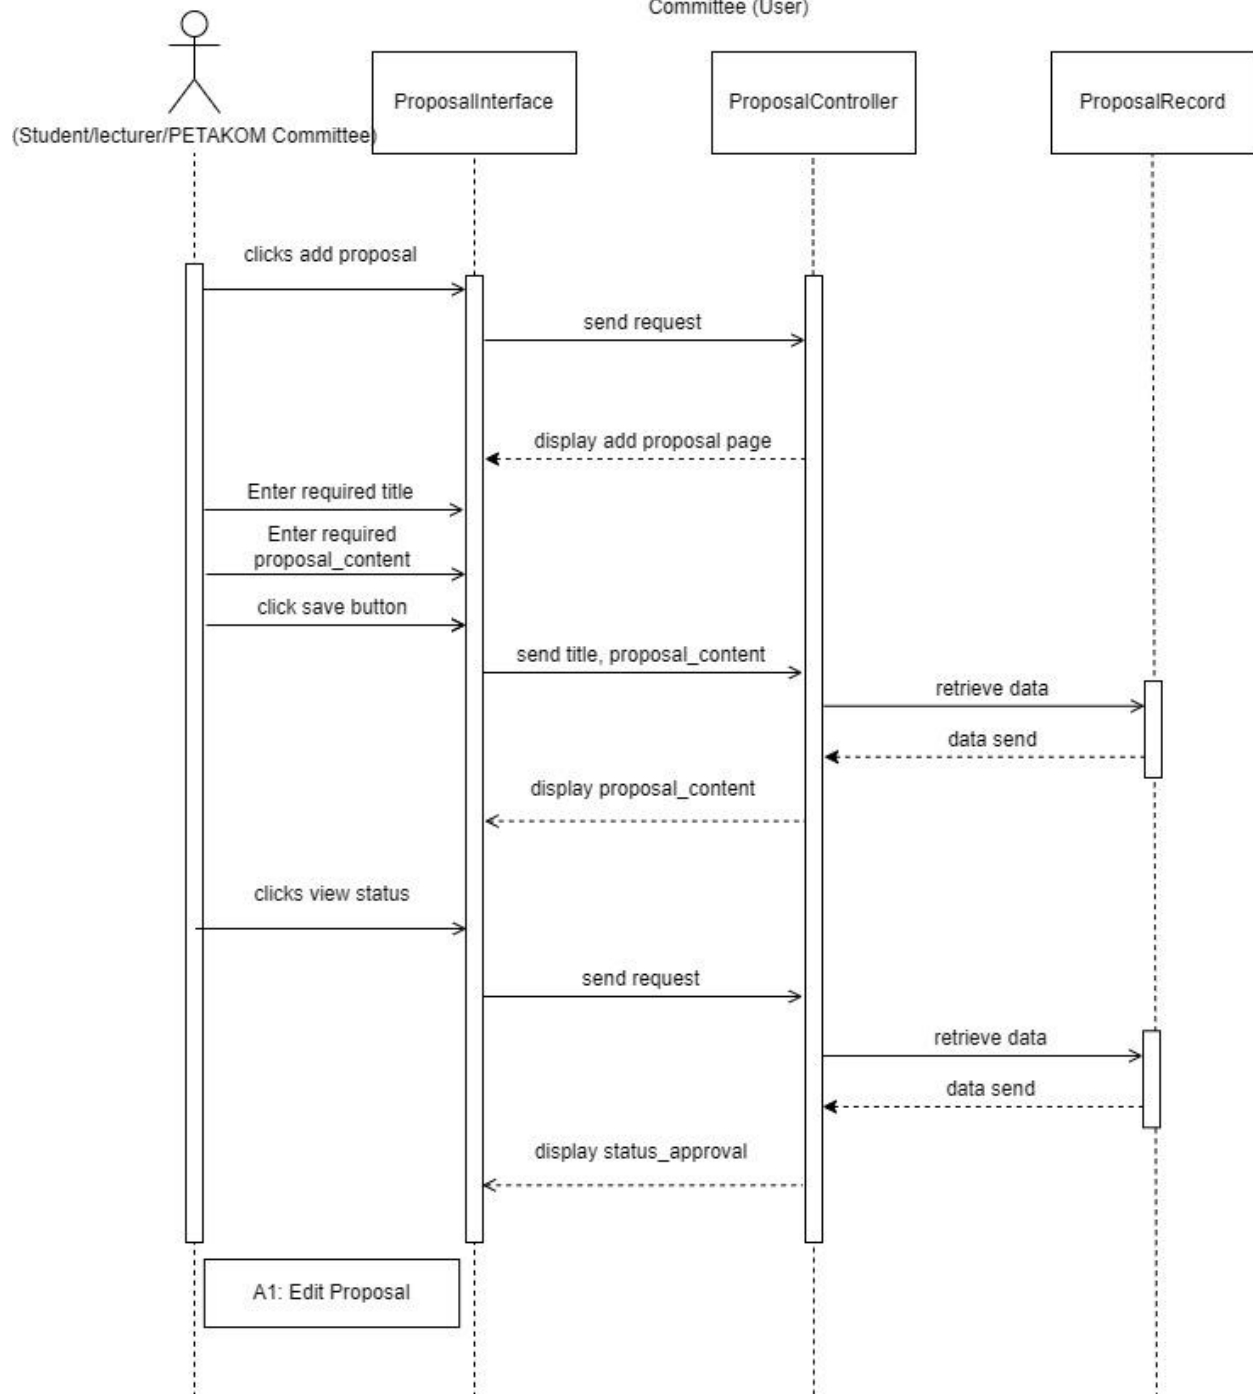 Committee (User)
ProposalInterface
ProposalController
ProposalRecord
(Student/lecturer/PETAKOM Committee)
clicks add proposal
send request
display add proposal page
Enter required title
Enter required
proposal_content
click save button
send title, proposal_content
retrieve data
data send
display proposal_content
clicks view status
send request
retrieve data
data send
display status_approval
A1: Edit Proposal